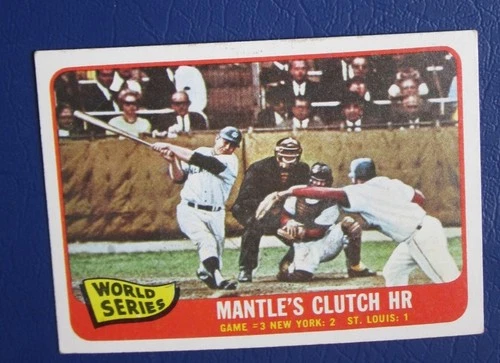 WORLD
SERIES
MANTLE'S CLUTCH HR
GAME =3 NEW YORK: 2 ST. LOUIS: 1